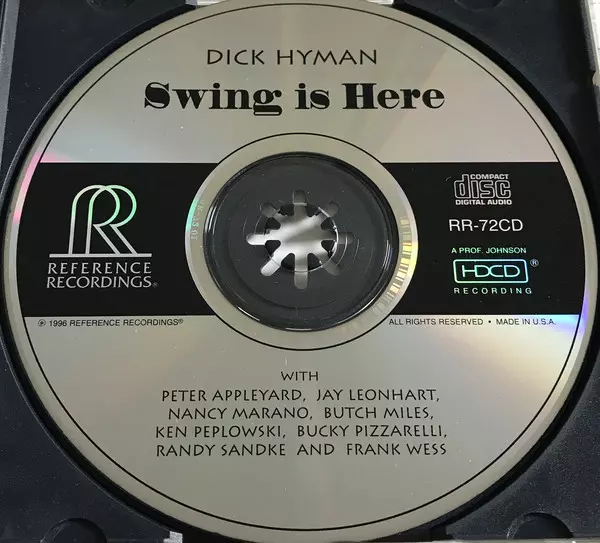 DICK HYMAN
Swing is Here
RR
REFERENCE
RECORDINGS®
COMPACT
disc
DIGITAL AUDIO
RR-72CD
A PROF. JOHNSON
HDCD®
RECORDING
℗ 1996 REFERENCE RECORDINGS®
ALL RIGHTS RESERVED • MADE IN U.S.A.
WITH
PETER APPLEYARD, JAY LEONHART,
NANCY MARANO, BUTCH MILES,
KEN PEPLOWSKI, BUCKY PIZZARELLI,
RANDY SANDKE AND FRANK WESS